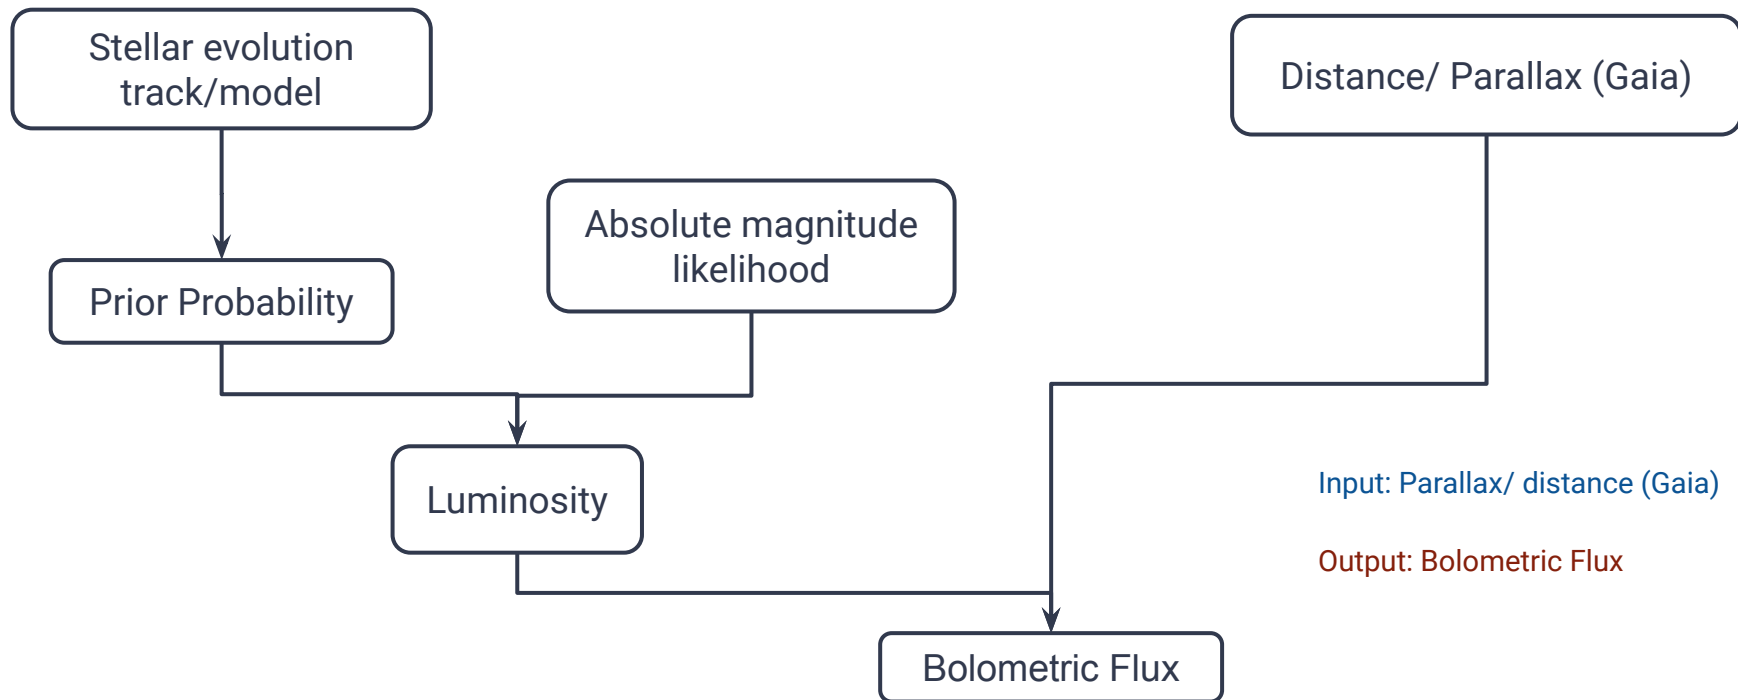 Stellar evolution
track/model
Distance/ Parallax (Gaia)
Absolute magnitude
likelihood
Prior Probability
Luminosity
Input: Parallax/ distance (Gaia)
Output: Bolometric Flux
Bolometric Flux